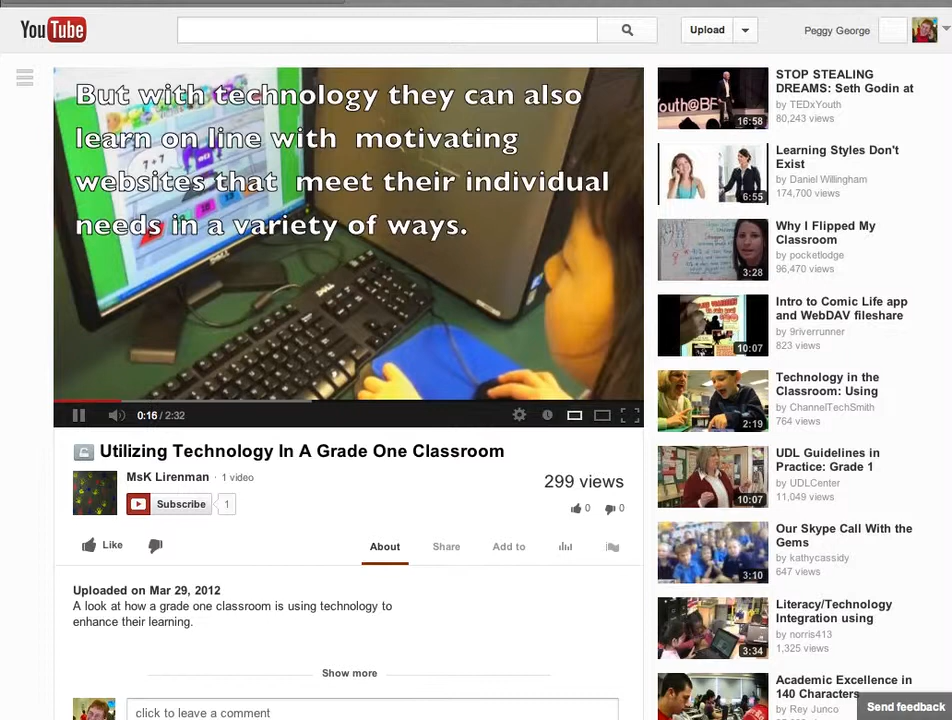 YouTube
Upload
Peggy George
But with technology they can also
learn on line with motivating
websites that meet their individual
needs in a variety of ways.
7+7
DELL
DELL
0:16 / 2:32
Utilizing Technology In A Grade One Classroom
MsK Lirenman · 1 video
Subscribe 1
299 views
0 0
Like
About Share Add to
Uploaded on Mar 29, 2012
A look at how a grade one classroom is using technology to
enhance their learning.
Show more
click to leave a comment
Youth@BE
16:58
STOP STEALING
DREAMS: Seth Godin at
by TEDxYouth
80,243 views
6:55
Learning Styles Don't
Exist
by Daniel Willingham
174,700 views
3:28
Why I Flipped My
Classroom
by pocketlodge
96,470 views
10:07
Intro to Comic Life app
and WebDAV fileshare
by 9riverrunner
823 views
2:19
Technology in the
Classroom: Using
by ChannelTechSmith
764 views
10:07
UDL Guidelines in
Practice: Grade 1
by UDLCenter
11,049 views
3:10
Our Skype Call With the
Gems
by kathycassidy
647 views
3:34
Literacy/Technology
Integration using
by norris413
1,325 views
Academic Excellence in
140 Characters
by Rey Junco
Send feedback